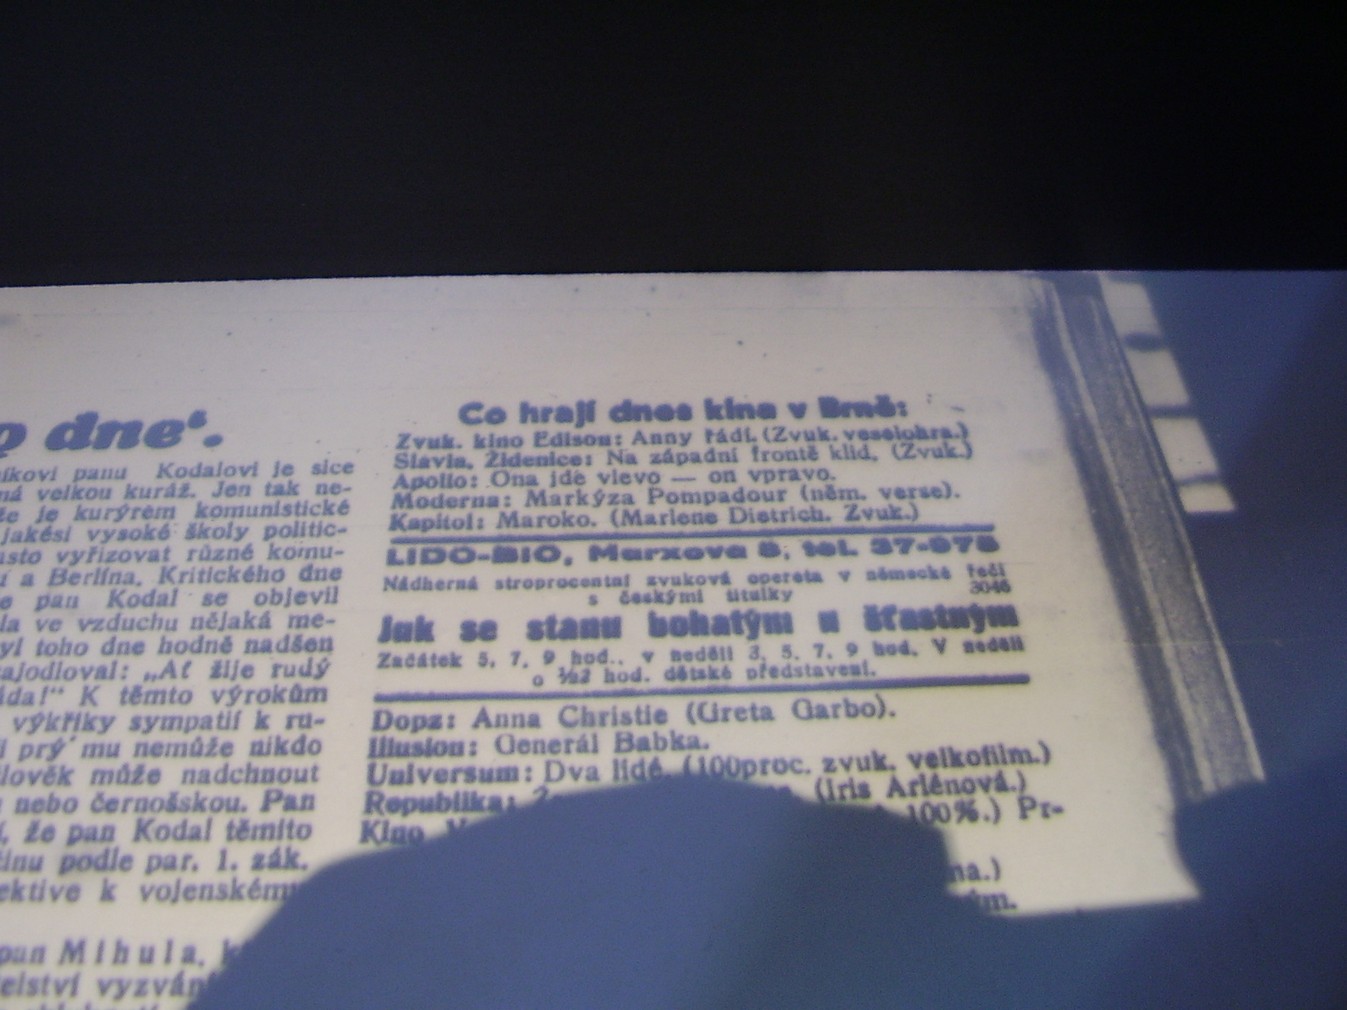 o dne‘.
níkovi panu Kodalovi je sice
ná velkou kuráž. Jen tak ne-
že je kurýrem komunistické
jakési vysoké školy politic-
usto vyřizovat různé komu-
u a Berlína. Kritického dne
e pan Kodal se objevil
la ve vzduchu nějaká me-
yl toho dne hodně nadšen
ajodloval: „Ať žije rudý
áda!“ K těmto výrokům
výkřiky sympatií k ru-
i prý mu nemůže nikdo
lověk může nadchnout
nebo černošskou. Pan
, že pan Kodal těmito
činu podle par. 1. zák.
ektive k vojenskému
pan Mihula,
elství vyzván
Co hrají dnes kina v Brně:
Zvuk. kino Edison: Anny řádí. (Zvuk. veselohra.)
Slavia, Židenice: Na západní frontě klid. (Zvuk.)
Apollo: Ona jde vlevo — on vpravo.
Moderna: Markýza Pompadour (něm. verse).
Kapitol: Maroko. (Marlene Dietrich. Zvuk.)
LIDO-BIO, Marxova 8, tel. 37-975
Nádherná stroprocentní zvuková opereta v německé řeči
3046
s českými titulky
Jak se stanu bohatým a šťastným
Začátek 5, 7, 9 hod., v neděli 3, 5, 7, 9 hod. V neděli
o ½2 hod. dětské představení.
Dopz: Anna Christie (Greta Garbo).
Illusion: Generál Babka.
Universum: Dva lidé. (100proc. zvuk. velkofilm.)
Republika: (Iris Arlénová.)
Kino 100%.) Pr-
na.)